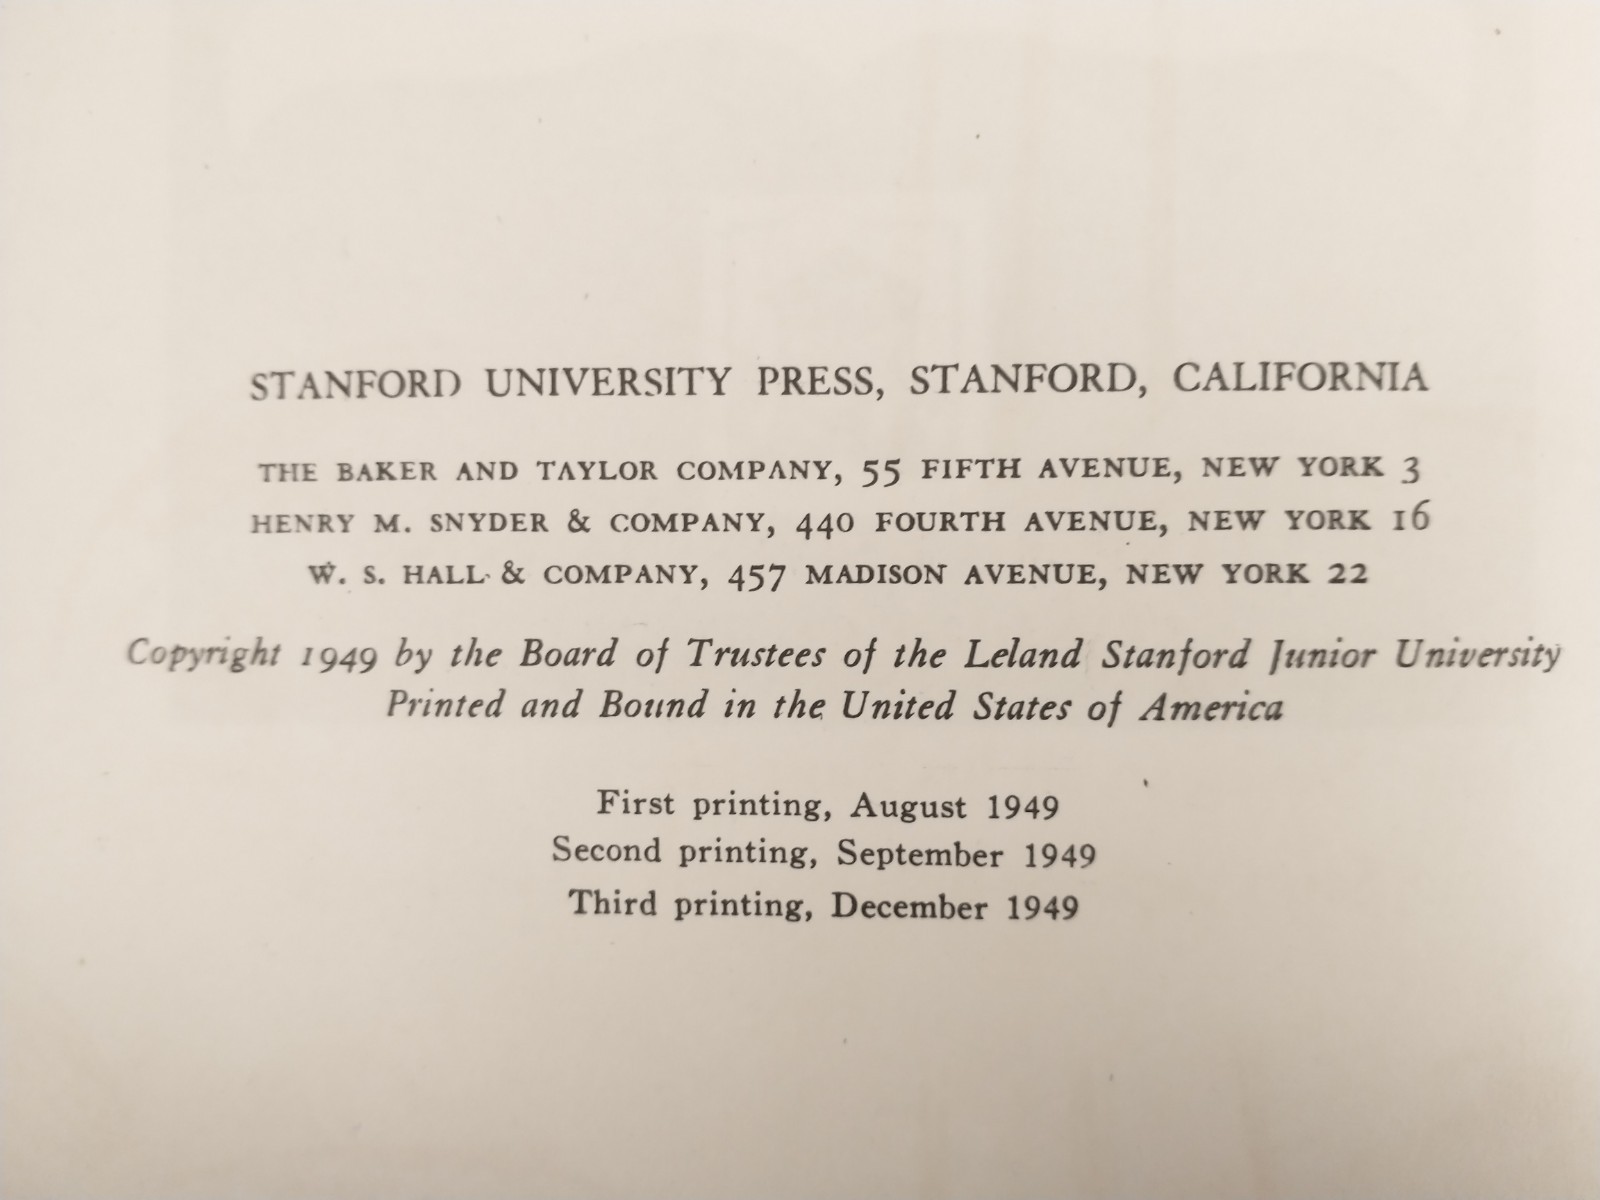 STANFORD UNIVERSITY PRESS, STANFORD, CALIFORNIA
THE BAKER AND TAYLOR COMPANY, 55 FIFTH AVENUE, NEW YORK 3
HENRY M. SNYDER & COMPANY, 440 FOURTH AVENUE, NEW YORK 16
W. S. HALL & COMPANY, 457 MADISON AVENUE, NEW YORK 22
Copyright 1949 by the Board of Trustees of the Leland Stanford Junior University
Printed and Bound in the United States of America
First printing, August 1949
Second printing, September 1949
Third printing, December 1949